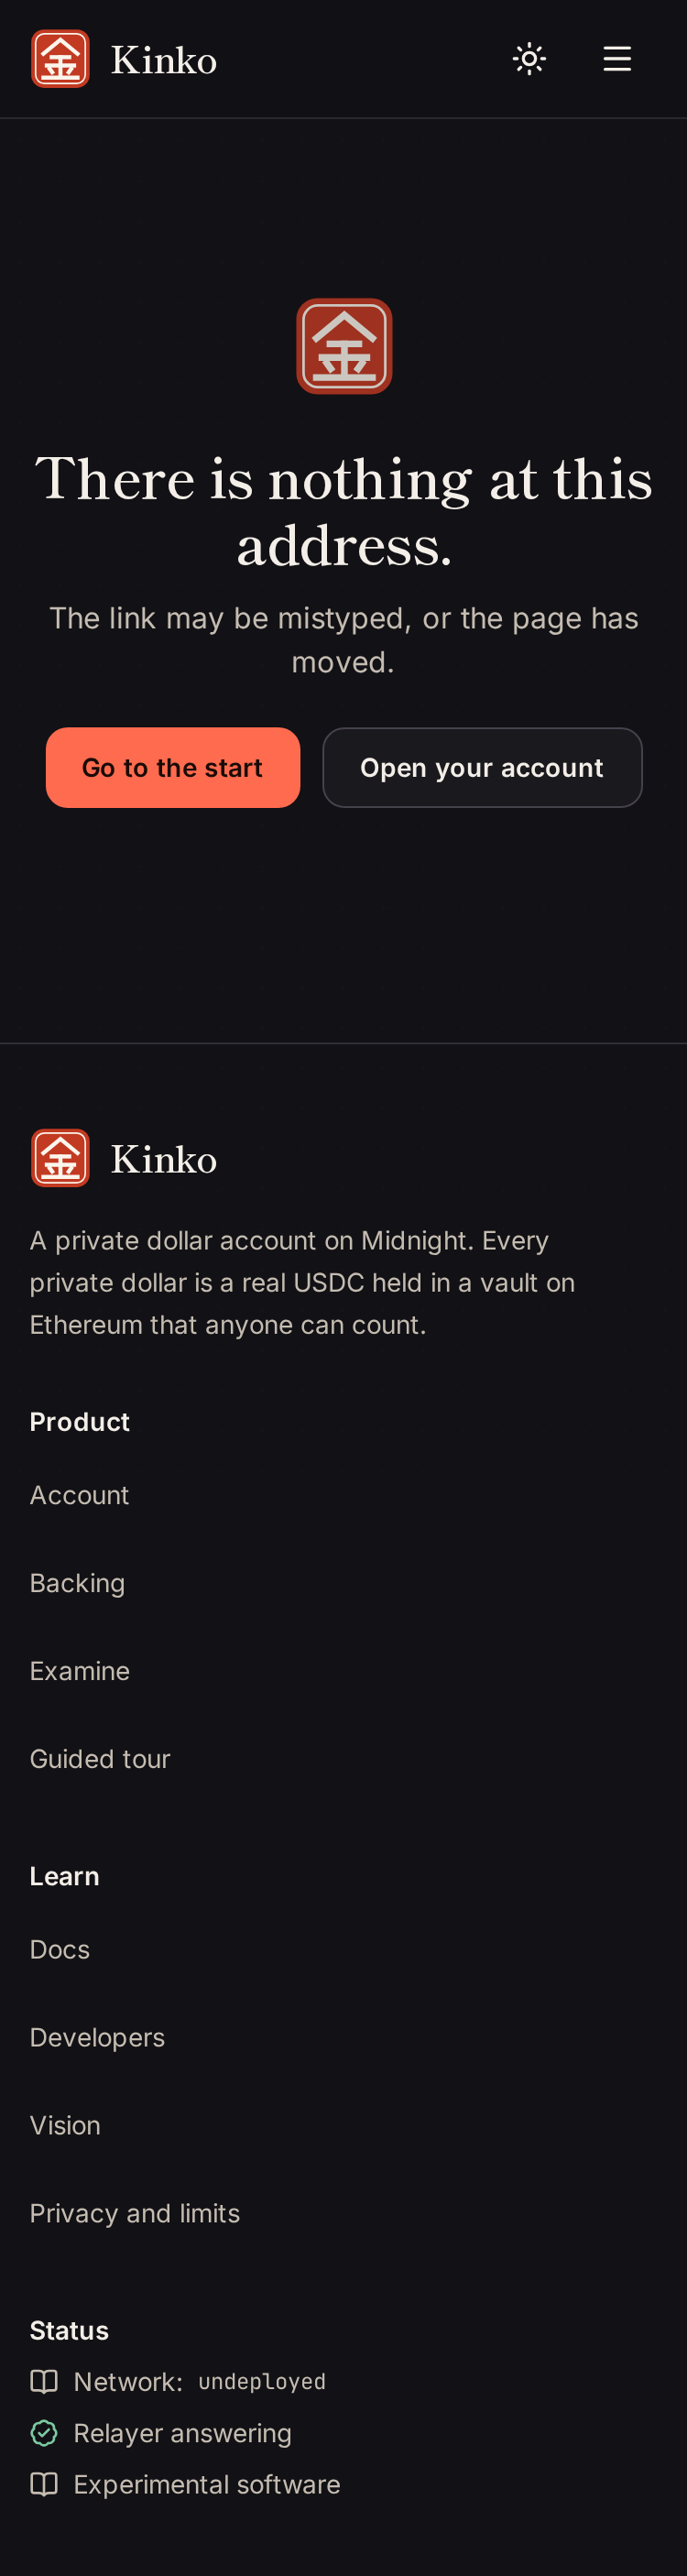 金 Kinko
金
There is nothing at this
address.
The link may be mistyped, or the page has
moved.
Go to the start
Open your account
金 Kinko
A private dollar account on Midnight. Every
private dollar is a real USDC held in a vault on
Ethereum that anyone can count.
Product
Account
Backing
Examine
Guided tour
Learn
Docs
Developers
Vision
Privacy and limits
Status
Network: undeployed
Relayer answering
Experimental software